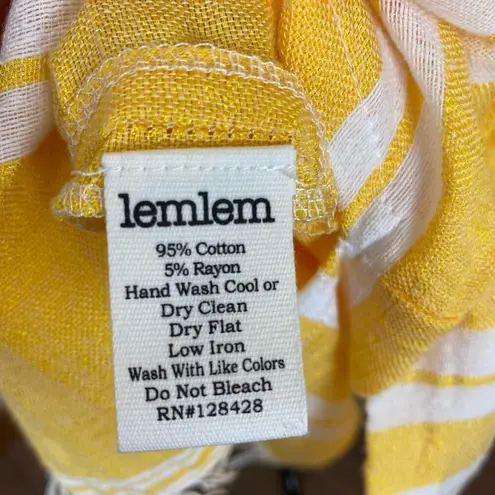 lemlem
95% Cotton
5% Rayon
Hand Wash Cool or
Dry Clean
Dry Flat
Low Iron
Wash With Like Colors
Do Not Bleach
RN#128428